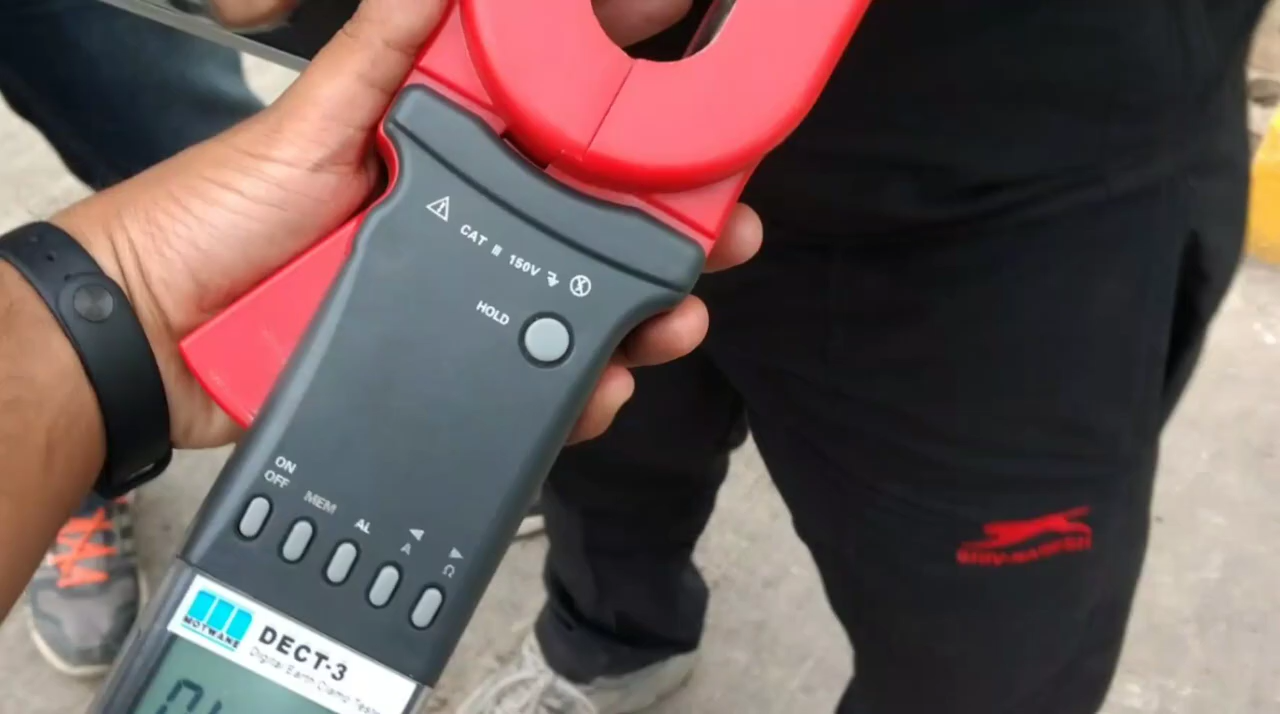 CAT III 150V
HOLD
ON
OFF
MEM
AL
A
Ω
MOTWANE
DECT-3
Digital Earth Clamp Tester